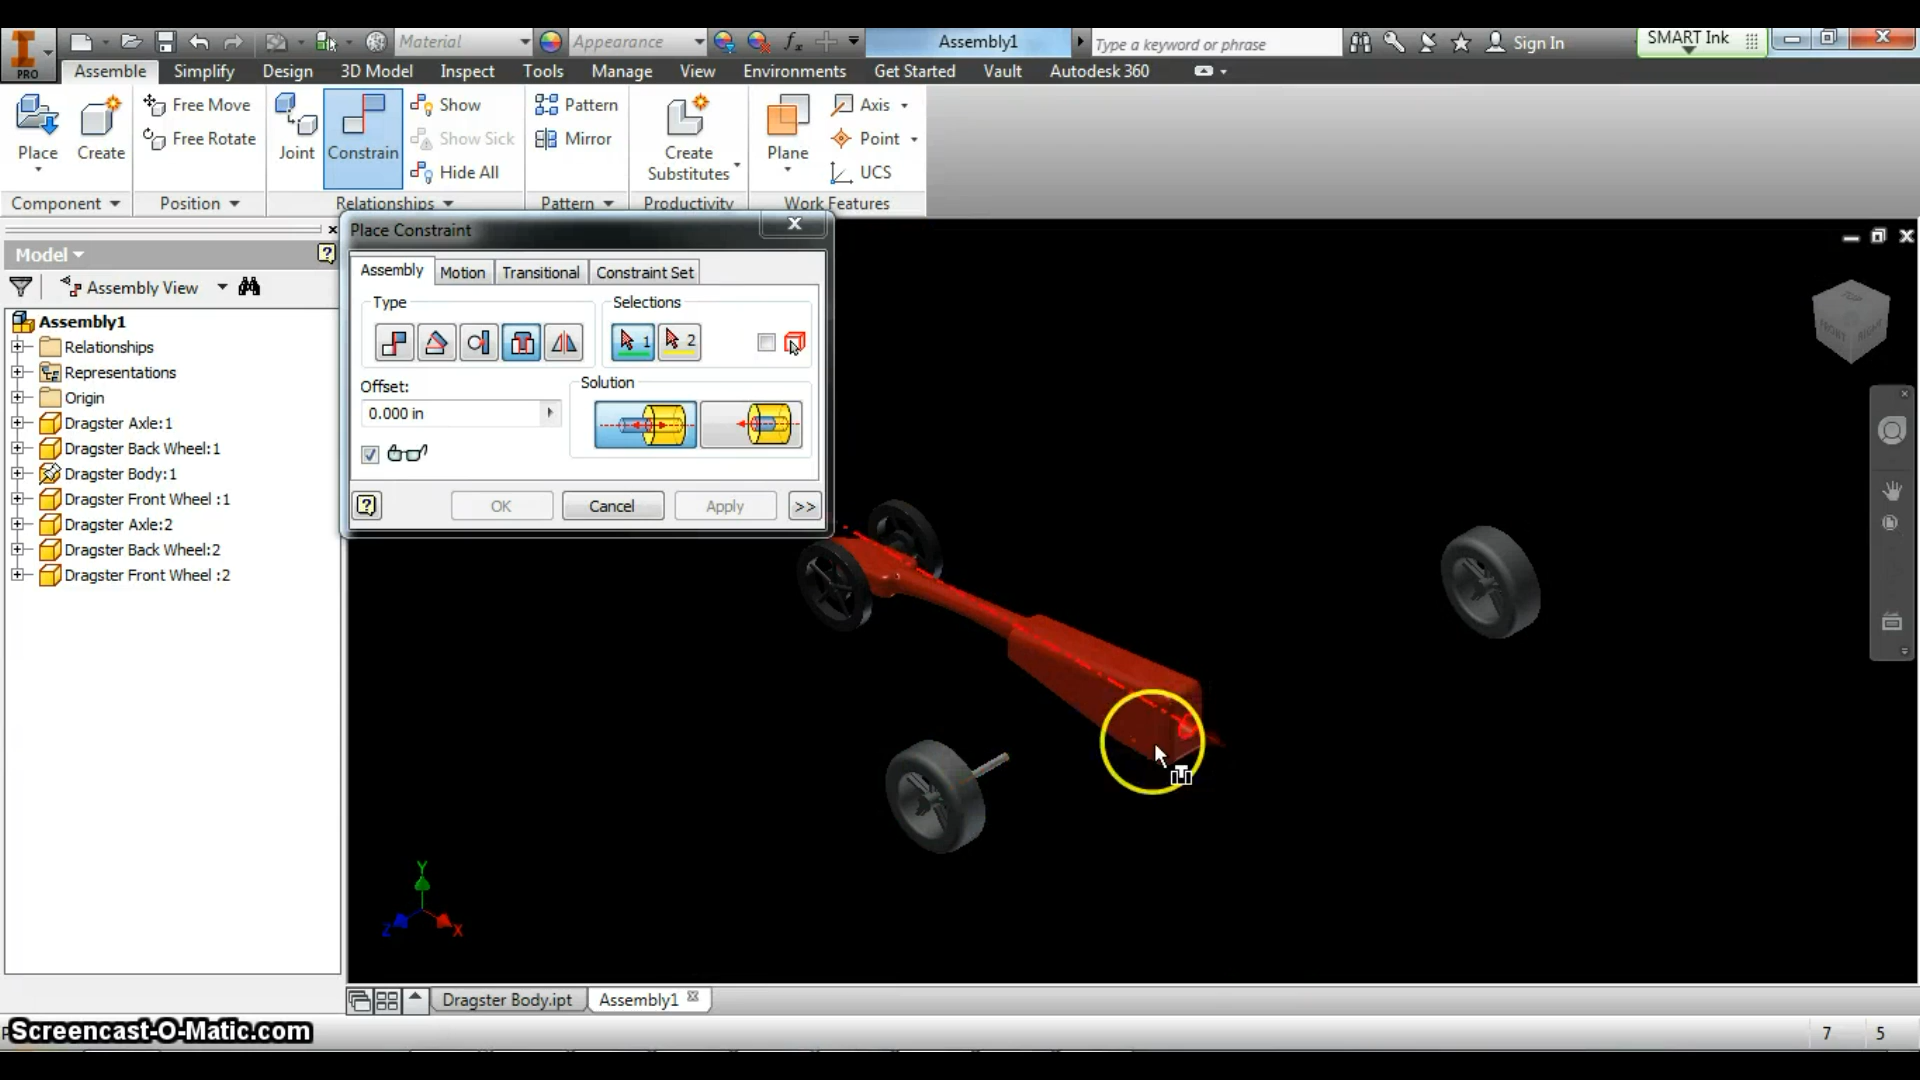 Material
Appearance
Assembly1
Type a keyword or phrase
Sign In
SMART Ink
PRO
Assemble
Simplify
Design
3D Model
Inspect
Tools
Manage
View
Environments
Get Started
Vault
Autodesk 360
Place
Create
Free Move
Free Rotate
Joint
Constrain
Show
Show Sick
Hide All
Pattern
Mirror
Create
Substitutes
Plane
Axis
Point
UCS
Component
Position
Relationships
Pattern
Productivity
Work Features
Model
Assembly View
Assembly1
Relationships
Representations
Origin
Dragster Axle:1
Dragster Back Wheel:1
Dragster Body:1
Dragster Front Wheel :1
Dragster Axle:2
Dragster Back Wheel:2
Dragster Front Wheel :2
Place Constraint
Assembly
Motion
Transitional
Constraint Set
Type
Selections
1
2
Offset:
0.000 in
Solution
OK
Cancel
Apply
>>
TOP
FRONT
RIGHT
Y
Z
X
Dragster Body.ipt
Assembly1
Screencast-O-Matic.com
7
5